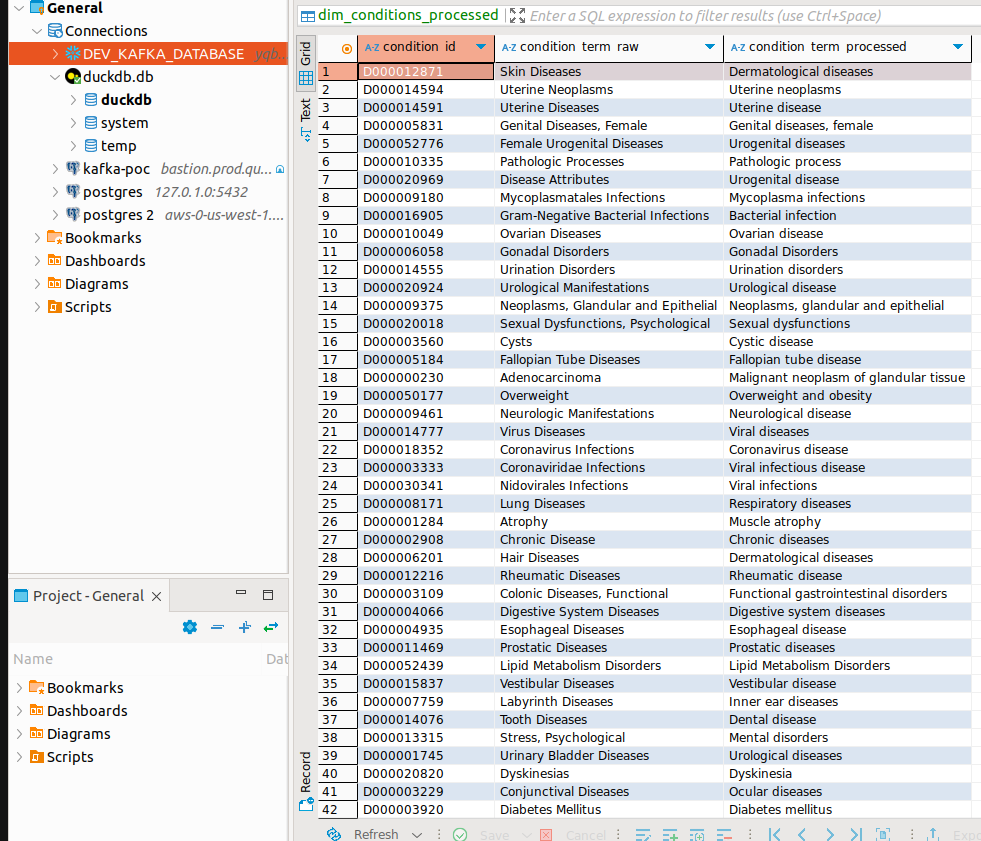 General
Connections
DEV_KAFKA_DATABASE ygb...
duckdb.db
duckdb
system
temp
kafka-poc bastion.prod.qu...
postgres 127.0.1.0:5432
postgres 2 aws-0-us-west-1....
Bookmarks
Dashboards
Diagrams
Scripts
Project - General
Name Dat
Bookmarks
Dashboards
Diagrams
Scripts
dim_conditions_processed Enter a SQL expression to filter results (use Ctrl+Space)
Grid
Text
Record
A-Z condition_id A-Z condition_term_raw A-Z condition_term_processed
1 D000012871 Skin Diseases Dermatological diseases
2 D000014594 Uterine Neoplasms Uterine neoplasms
3 D000014591 Uterine Diseases Uterine disease
4 D000005831 Genital Diseases, Female Genital diseases, female
5 D000052776 Female Urogenital Diseases Urogenital diseases
6 D000010335 Pathologic Processes Pathologic process
7 D000020969 Disease Attributes Urogenital disease
8 D000009180 Mycoplasmatales Infections Mycoplasma infections
9 D000016905 Gram-Negative Bacterial Infections Bacterial infection
10 D000010049 Ovarian Diseases Ovarian disease
11 D000006058 Gonadal Disorders Gonadal Disorders
12 D000014555 Urination Disorders Urination disorders
13 D000020924 Urological Manifestations Urological disease
14 D000009375 Neoplasms, Glandular and Epithelial Neoplasms, glandular and epithelial
15 D000020018 Sexual Dysfunctions, Psychological Sexual dysfunctions
16 D000003560 Cysts Cystic disease
17 D000005184 Fallopian Tube Diseases Fallopian tube disease
18 D000000230 Adenocarcinoma Malignant neoplasm of glandular tissue
19 D000050177 Overweight Overweight and obesity
20 D000009461 Neurologic Manifestations Neurological disease
21 D000014777 Virus Diseases Viral diseases
22 D000018352 Coronavirus Infections Coronavirus disease
23 D000003333 Coronaviridae Infections Viral infectious disease
24 D000030341 Nidovirales Infections Viral infections
25 D000008171 Lung Diseases Respiratory diseases
26 D000001284 Atrophy Muscle atrophy
27 D000002908 Chronic Disease Chronic diseases
28 D000006201 Hair Diseases Dermatological diseases
29 D000012216 Rheumatic Diseases Rheumatic disease
30 D000003109 Colonic Diseases, Functional Functional gastrointestinal disorders
31 D000004066 Digestive System Diseases Digestive system diseases
32 D000004935 Esophageal Diseases Esophageal disease
33 D000011469 Prostatic Diseases Prostatic diseases
34 D000052439 Lipid Metabolism Disorders Lipid Metabolism Disorders
35 D000015837 Vestibular Diseases Vestibular disease
36 D000007759 Labyrinth Diseases Inner ear diseases
37 D000014076 Tooth Diseases Dental disease
38 D000013315 Stress, Psychological Mental disorders
39 D000001745 Urinary Bladder Diseases Urological diseases
40 D000020820 Dyskinesias Dyskinesia
41 D000003229 Conjunctival Diseases Ocular diseases
42 D000003920 Diabetes Mellitus Diabetes mellitus
Refresh Save Cancel Expo